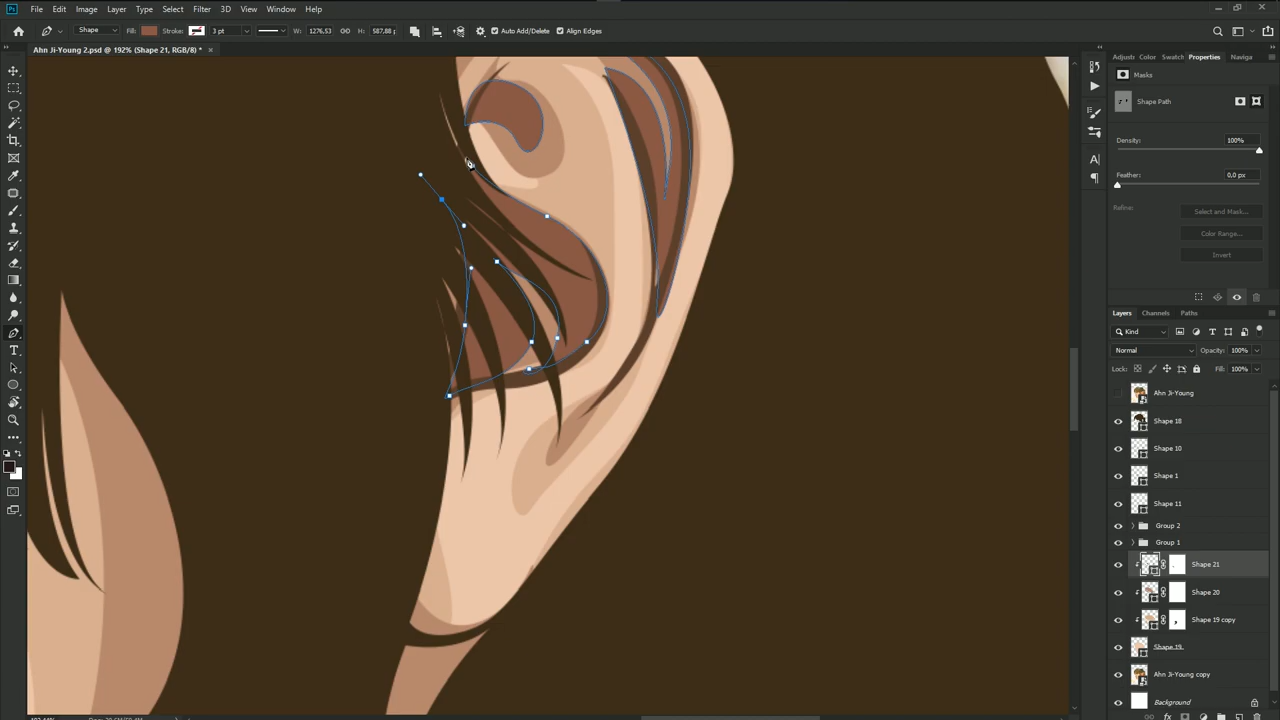 Ps File Edit Image Layer Type Select Filter 3D View Window Help
Shape Fill: Stroke: 3 pt W: 1276,53 H: 587,88 p Auto Add/Delete Align Edges
Ahn Ji-Young 2.psd @ 192% (Shape 21, RGB/8) *
Adjustr Color Swatch Properties Naviga
Masks
Shape Path
Density: 100%
Feather: 0,0 px
Refine: Select and Mask...
Color Range...
Invert
Layers Channels Paths
Kind
Normal Opacity: 100%
Lock: Fill: 100%
Ahn Ji-Young
Shape 18
Shape 10
Shape 1
Shape 11
Group 2
Group 1
Shape 21
Shape 20
Shape 19 copy
Shape 19
Ahn Ji-Young copy
Background